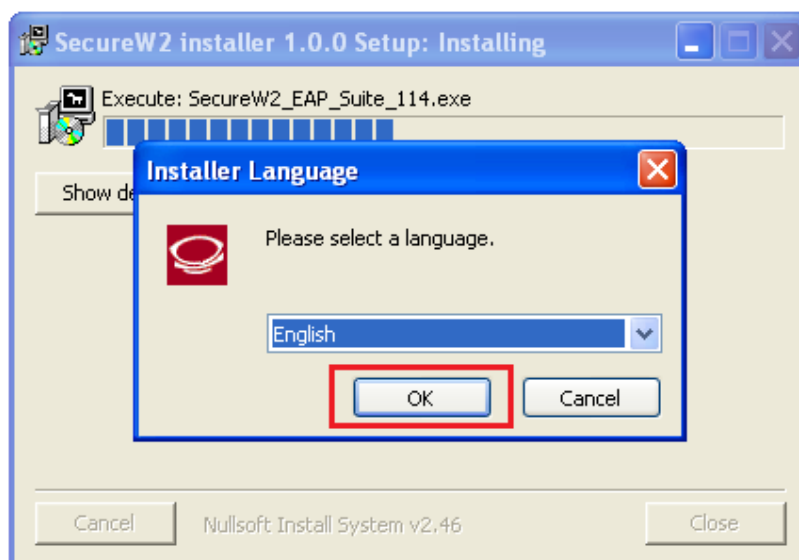 SecureW2 installer 1.0.0 Setup: Installing
Execute: SecureW2_EAP_Suite_114.exe
Installer Language
Show de
Please select a language.
English
OK
Cancel
Cancel
Nullsoft Install System v2.46
Close